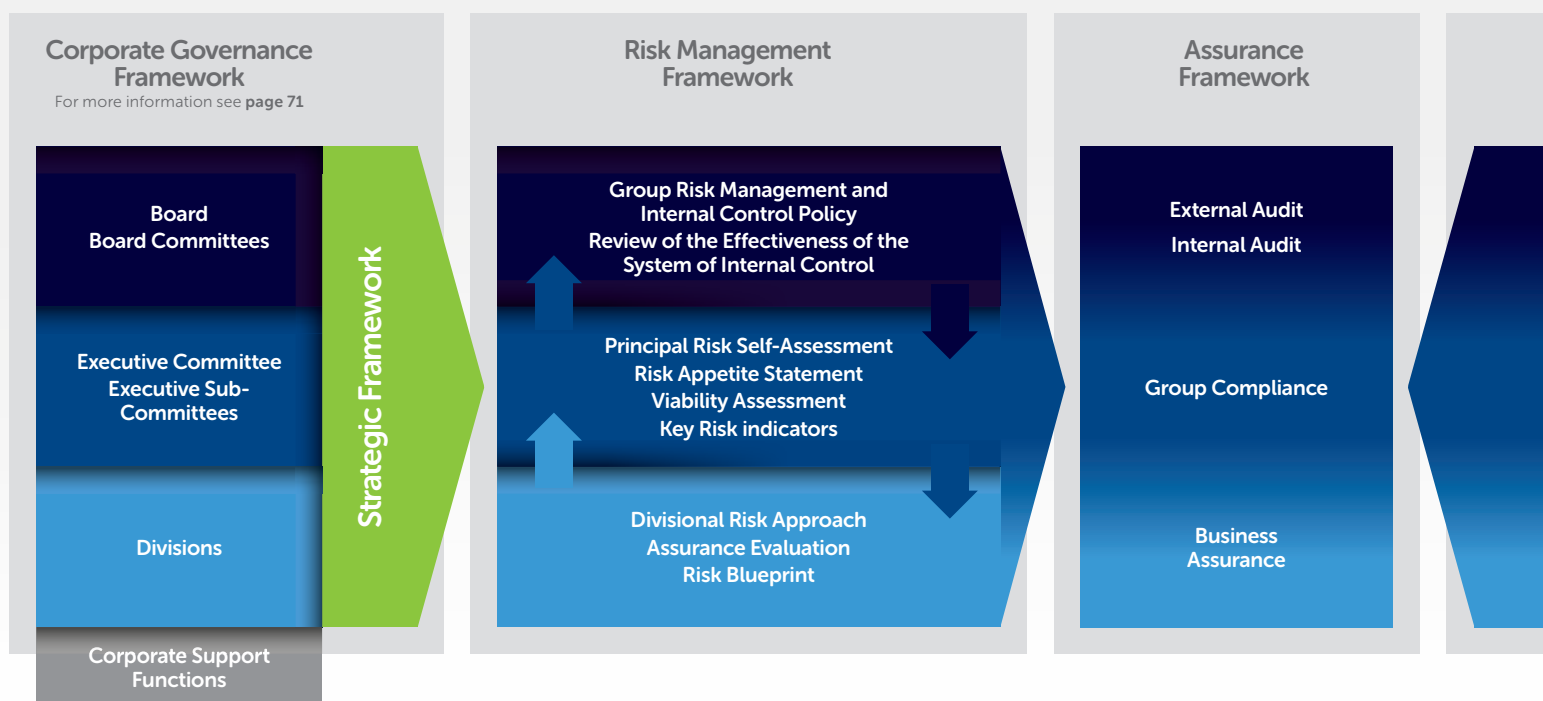 Corporate Governance
Framework
For more information see page 71
Board
Board Committees
Executive Committee
Executive Sub-
Committees
Divisions
Corporate Support
Functions
Strategic Framework
Risk Management
Framework
Group Risk Management and
Internal Control Policy
Review of the Effectiveness of the
System of Internal Control
Principal Risk Self-Assessment
Risk Appetite Statement
Viability Assessment
Key Risk indicators
Divisional Risk Approach
Assurance Evaluation
Risk Blueprint
Assurance
Framework
External Audit
Internal Audit
Group Compliance
Business
Assurance